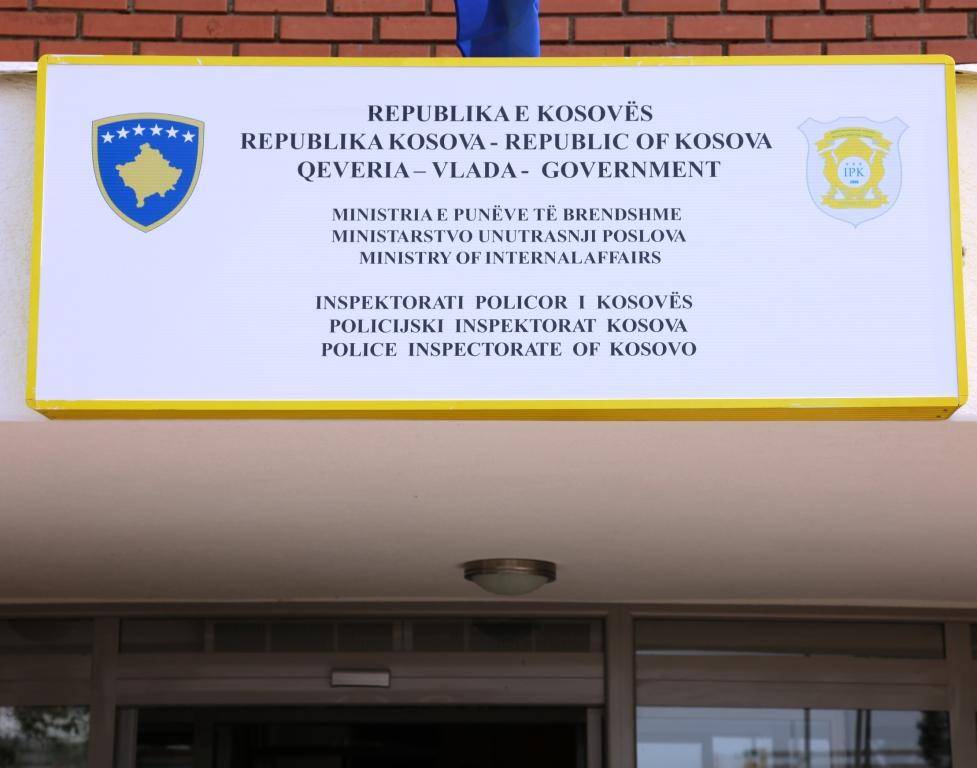 REPUBLIKA E KOSOVËS
REPUBLIKA KOSOVA - REPUBLIC OF KOSOVA
QEVERIA – VLADA - GOVERNMENT
MINISTRIA E PUNËVE TË BRENDSHME
MINISTARSTVO UNUTRASNJI POSLOVA
MINISTRY OF INTERNALAFFAIRS
INSPEKTORATI POLICOR I KOSOVËS
POLICIJSKI INSPEKTORAT KOSOVA
POLICE INSPECTORATE OF KOSOVO
IPK